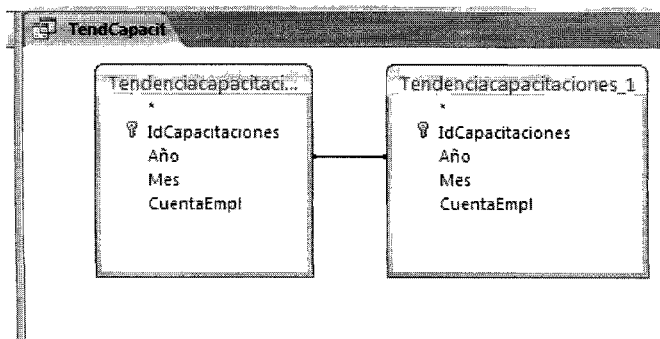 TendCapacit
Tendenciacapacitaci...
*
IdCapacitaciones
Año
Mes
CuentaEmpl
Tendenciacapacitaciones_1
*
IdCapacitaciones
Año
Mes
CuentaEmpl